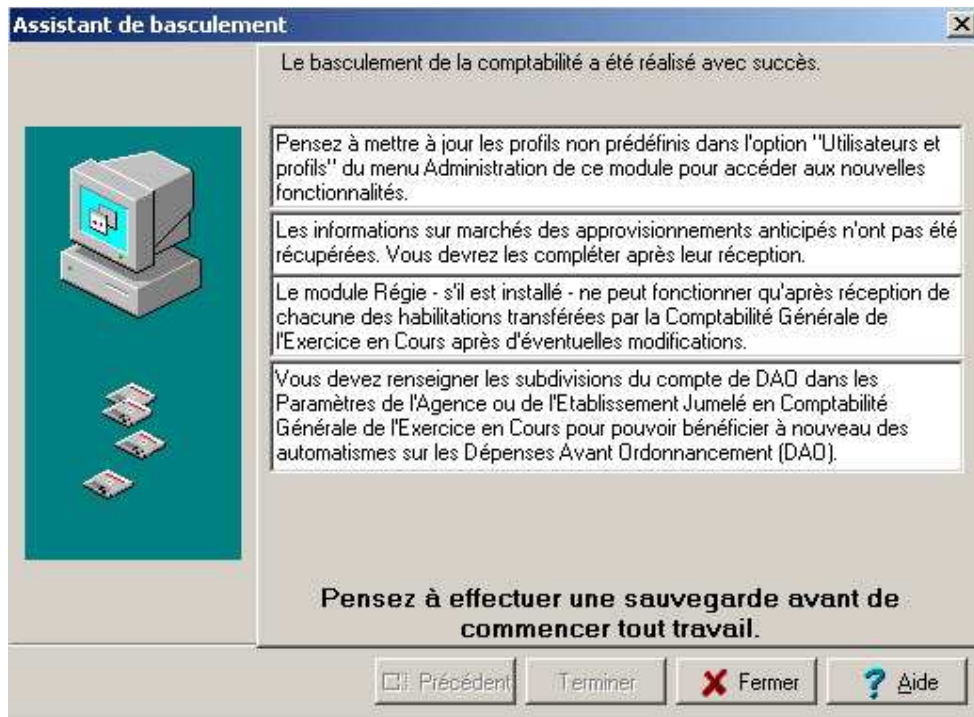 Assistant de basculement
Le basculement de la comptabilité a été réalisé avec succès.
Pensez à mettre à jour les profils non prédéfinis dans l'option "Utilisateurs et
profils" du menu Administration de ce module pour accéder aux nouvelles
fonctionnalités.
Les informations sur marchés des approvisionnements anticipés n'ont pas été
récupérées. Vous devrez les compléter après leur réception.
Le module Régie - s'il est installé - ne peut fonctionner qu'après réception de
chacune des habilitations transférées par la Comptabilité Générale de
l'Exercice en Cours après d'éventuelles modifications.
Vous devez renseigner les subdivisions du compte de DAO dans les
Paramètres de l'Agence ou de l'Etablissement Jumelé en Comptabilité
Générale de l'Exercice en Cours pour pouvoir bénéficier à nouveau des
automatismes sur les Dépenses Avant Ordonnancement (DAO).
Pensez à effectuer une sauvegarde avant de
commencer tout travail.
Précédent
Terminer
Fermer
Aide